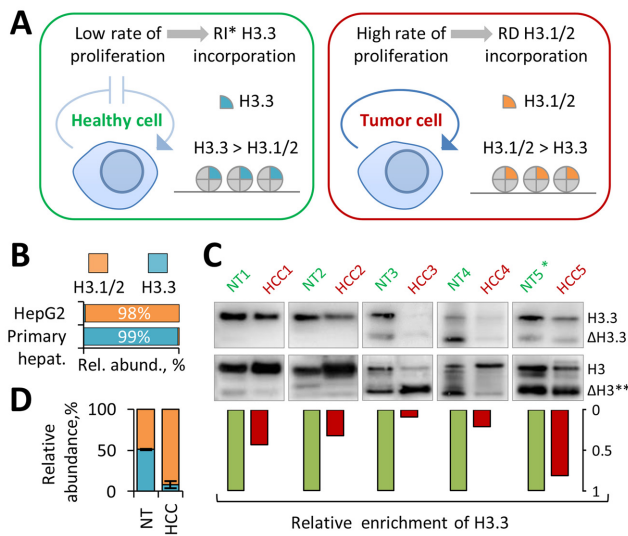 A
Low rate of
proliferation
RI* H3.3
incorporation
H3.3
Healthy cell
H3.3 > H3.1/2
High rate of
proliferation
RD H3.1/2
incorporation
H3.1/2
Tumor cell
H3.1/2 > H3.3
B
H3.1/2 H3.3
HepG2 98%
Primary 99%
hepat.
Rel. abund., %
C
NT1 HCC1 NT2 HCC2 NT3 HCC3 NT4 HCC4 NT5* HCC5
H3.3
ΔH3.3
H3
ΔH3**
0
0.5
1
Relative enrichment of H3.3
D
Relative
abundance,%
100
50
0
NT HCC